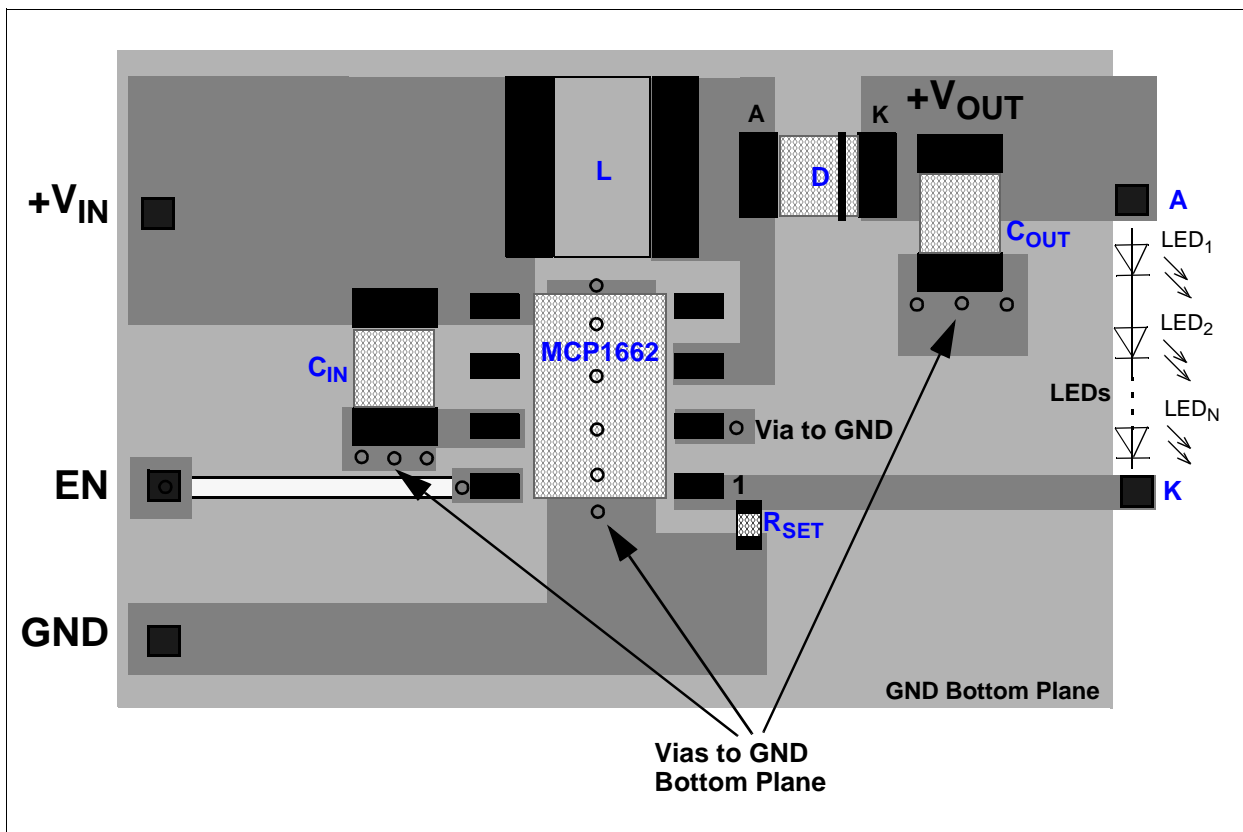 A
K
+VOUT
L
D
+VIN
A
COUT
LED1
MCP1662
LED2
CIN
LEDs
LEDN
Via to GND
EN
1
K
RSET
GND
GND Bottom Plane
Vias to GND
Bottom Plane